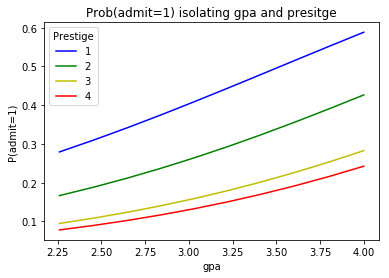 Prob(admit=1) isolating gpa and presitge
P(admit=1)
0.6
0.5
0.4
0.3
0.2
0.1
Prestige
1
2
3
4
2.25 2.50 2.75 3.00 3.25 3.50 3.75 4.00
gpa